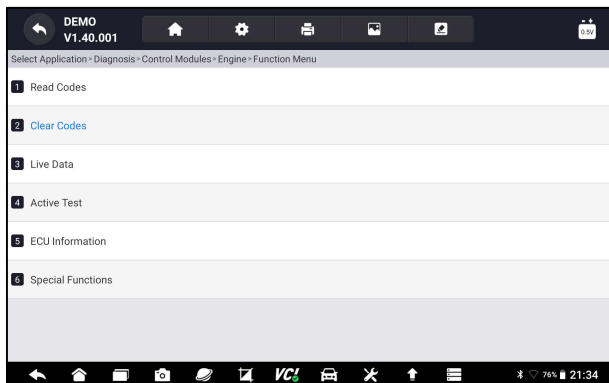 DEMO
V1.40.001
0.5V
Select Application > Diagnosis > Control Modules > Engine > Function Menu
1 Read Codes
2 Clear Codes
3 Live Data
4 Active Test
5 ECU Information
6 Special Functions
VCI 76% 21:34